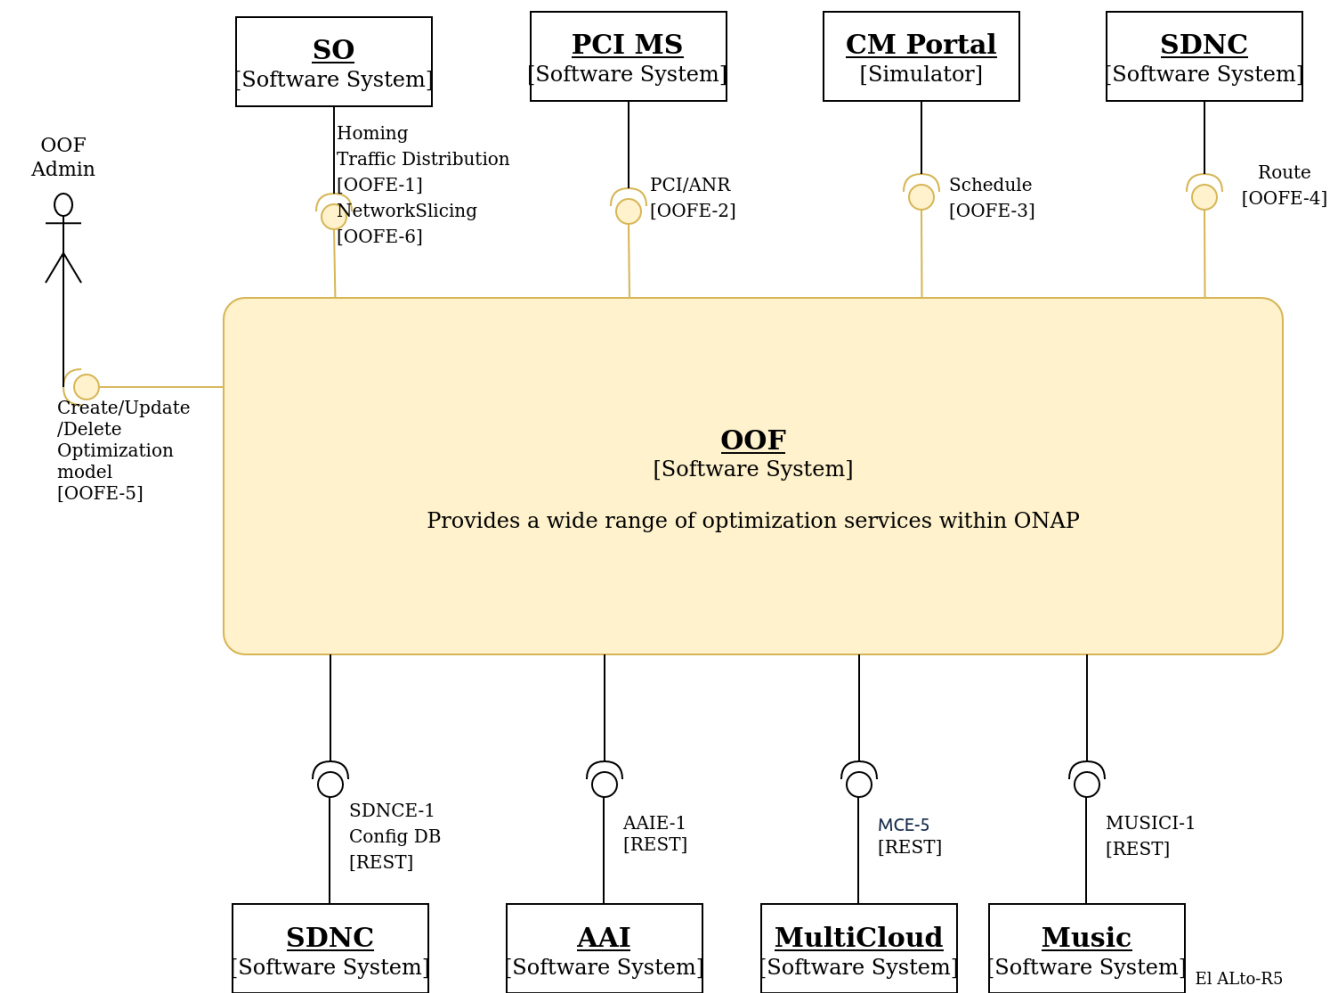 SO
[Software System]
PCI MS
[Software System]
CM Portal
[Simulator]
SDNC
[Software System]
OOF
Admin
Homing
Traffic Distribution
[OOFE-1]
NetworkSlicing
[OOFE-6]
PCI/ANR
[OOFE-2]
Schedule
[OOFE-3]
Route
[OOFE-4]
Create/Update
/Delete
Optimization
model
[OOFE-5]
OOF
[Software System]
Provides a wide range of optimization services within ONAP
SDNCE-1
Config DB
[REST]
AAIE-1
[REST]
MCE-5
[REST]
MUSICI-1
[REST]
SDNC
[Software System]
AAI
[Software System]
MultiCloud
[Software System]
Music
[Software System]
El ALto-R5